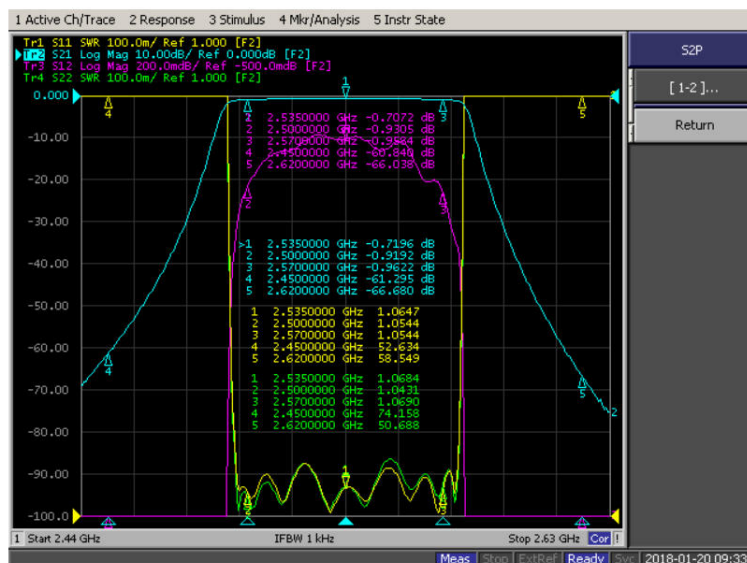 1 Active Ch/Trace 2 Response 3 Stimulus 4 Mkr/Analysis 5 Instr State
Tr1 S11 SWR 100.0m/ Ref 1.000 [F2]
Tr2 S21 Log Mag 10.00dB/ Ref 0.000dB [F2]
Tr3 S12 Log Mag 200.0mdB/ Ref -500.0mdB [F2]
Tr4 S22 SWR 100.0m/ Ref 1.000 [F2]
S2P
[ 1-2 ]...
Return
0.000
-10.00
-20.00
-30.00
-40.00
-50.00
-60.00
-70.00
-80.00
-90.00
-100.0
2.5350000 GHz -0.7072 dB
2 2.5000000 GHz -0.9305 dB
3 2.5700000 GHz dB
4 2.4500000 GHz -60.840 dB
5 2.6200000 GHz -66.038 dB
>1 2.5350000 GHz -0.7196 dB
2 2.5000000 GHz -0.9192 dB
3 2.5700000 GHz -0.9622 dB
4 2.4500000 GHz -61.295 dB
5 2.6200000 GHz -66.680 dB
1 2.5350000 GHz 1.0647
2 2.5000000 GHz 1.0544
3 2.5700000 GHz 1.0544
4 2.4500000 GHz 52.634
5 2.6200000 GHz 58.549
1 2.5350000 GHz 1.0684
2 2.5000000 GHz 1.0431
3 2.5700000 GHz 1.0690
4 2.4500000 GHz 74.158
5 2.6200000 GHz 50.688
1 Start 2.44 GHz IFBW 1 kHz Stop 2.63 GHz Cor !
Meas Stop ExtRef Ready Svc 2018-01-20 09:33